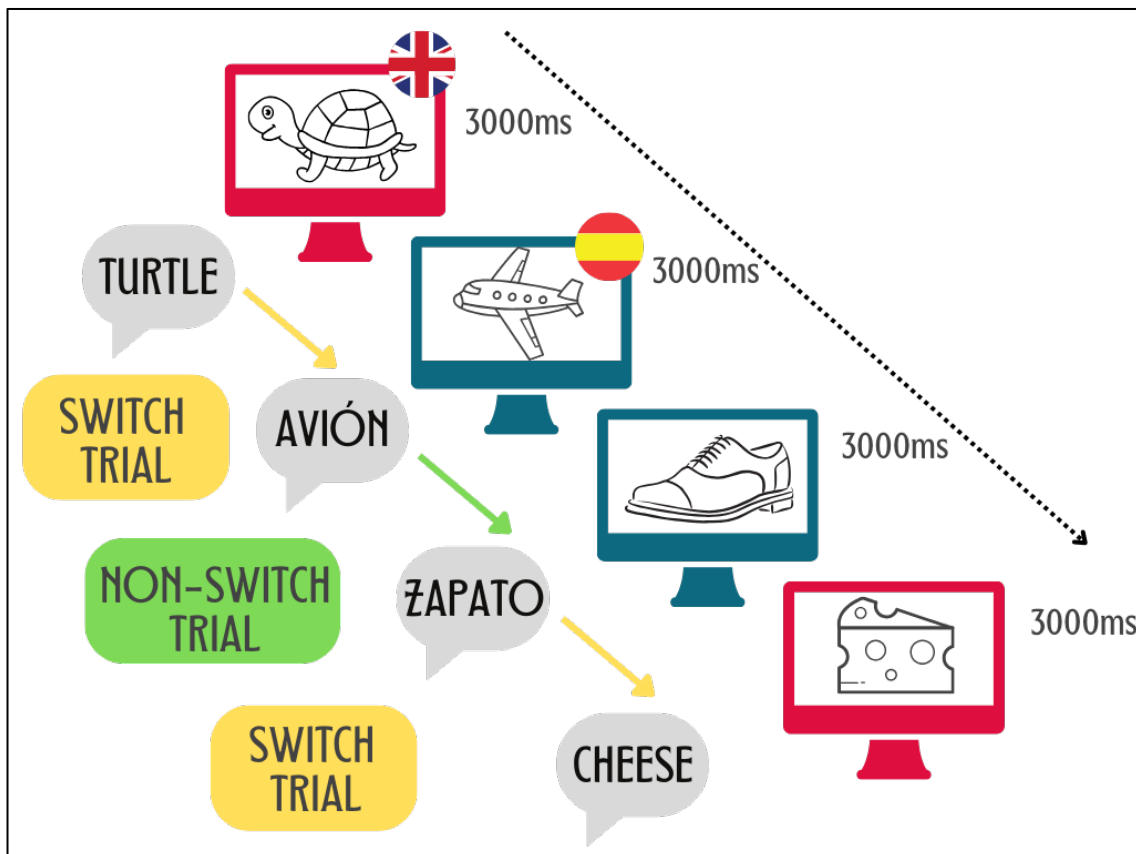 3000ms
TURTLE
3000ms
SWITCH
TRIAL
AVIÓN
3000ms
NON-SWITCH
TRIAL
ZAPATO
3000ms
SWITCH
TRIAL
CHEESE